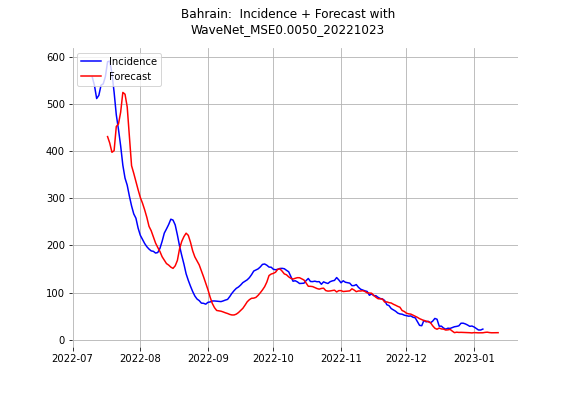 Bahrain:  Incidence + Forecast with
WaveNet_MSE0.0050_20221023
Incidence
Forecast
600
500
400
300
200
100
0
2022-07 2022-08 2022-09 2022-10 2022-11 2022-12 2023-01